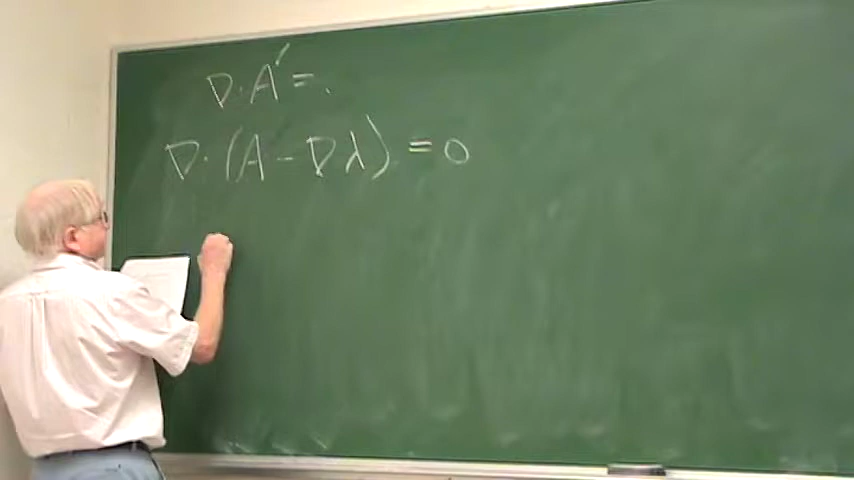 ∇·A' = .
∇·(A - ∇λ) = 0